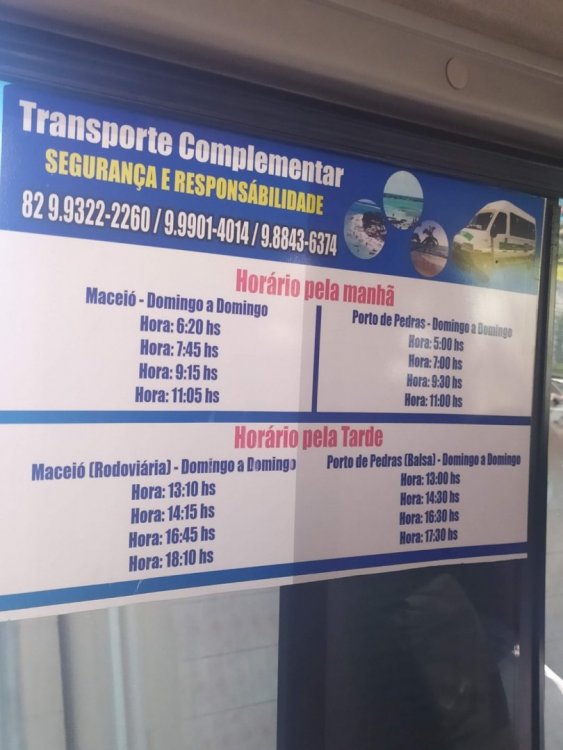 Transporte Complementar
SEGURANÇA E RESPONSÁBILIDADE
82 9.9322-2260 / 9.9901-4014 / 9.8843-6374
Horário pela manhã
Maceió - Domingo a Domingo
Hora: 6:20 hs
Hora: 7:45 hs
Hora: 9:15 hs
Hora: 11:05 hs
Porto de Pedras - Domingo a Domingo
Hora: 5:00 hs
Hora: 7:00 hs
Hora: 9:30 hs
Hora: 11:00 hs
Horário pela Tarde
Maceió (Rodoviária) - Domingo a Domingo
Hora: 13:10 hs
Hora: 14:15 hs
Hora: 16:45 hs
Hora: 18:10 hs
Porto de Pedras (Balsa) - Domingo a Domingo
Hora: 13:00 hs
Hora: 14:30 hs
Hora: 16:30 hs
Hora: 17:30 hs